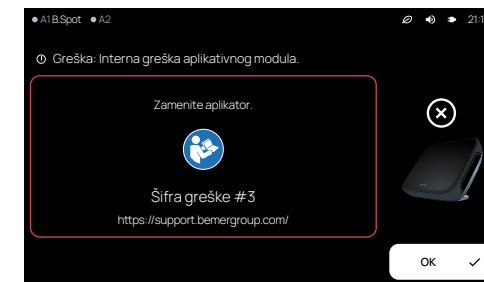 A1 B.Spot A2
21:1
Greška: Interna greška aplikativnog modula.
Zamenite aplikator.
Šifra greške #3
https://support.bemergroup.com/
OK